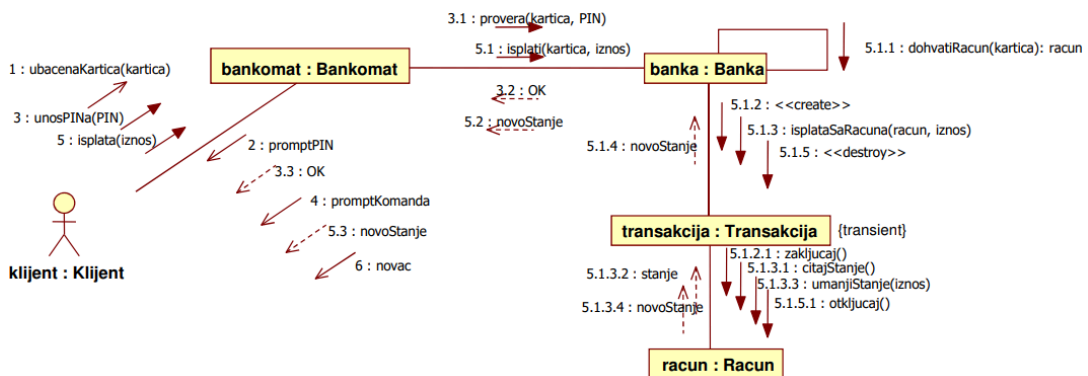 3.1 : provera(kartica, PIN)
5.1 : isplati(kartica, iznos)
5.1.1 : dohvatiRacun(kartica): racun
1 : ubacenaKartica(kartica)
bankomat : Bankomat
banka : Banka
3 : unosPINa(PIN)
5 : isplata(iznos)
3.2 : OK
5.2 : novoStanje
5.1.2 : <<create>>
5.1.3 : isplataSaRacuna(racun, iznos)
5.1.4 : novoStanje
5.1.5 : <<destroy>>
2 : promptPIN
3.3 : OK
4 : promptKomanda
5.3 : novoStanje
6 : novac
klijent : Klijent
transakcija : Transakcija
{transient}
5.1.2.1 : zakljucaj()
5.1.3.1 : citajStanje()
5.1.3.2 : stanje
5.1.3.3 : umanjiStanje(iznos)
5.1.3.4 : novoStanje
5.1.5.1 : otkljucaj()
racun : Racun